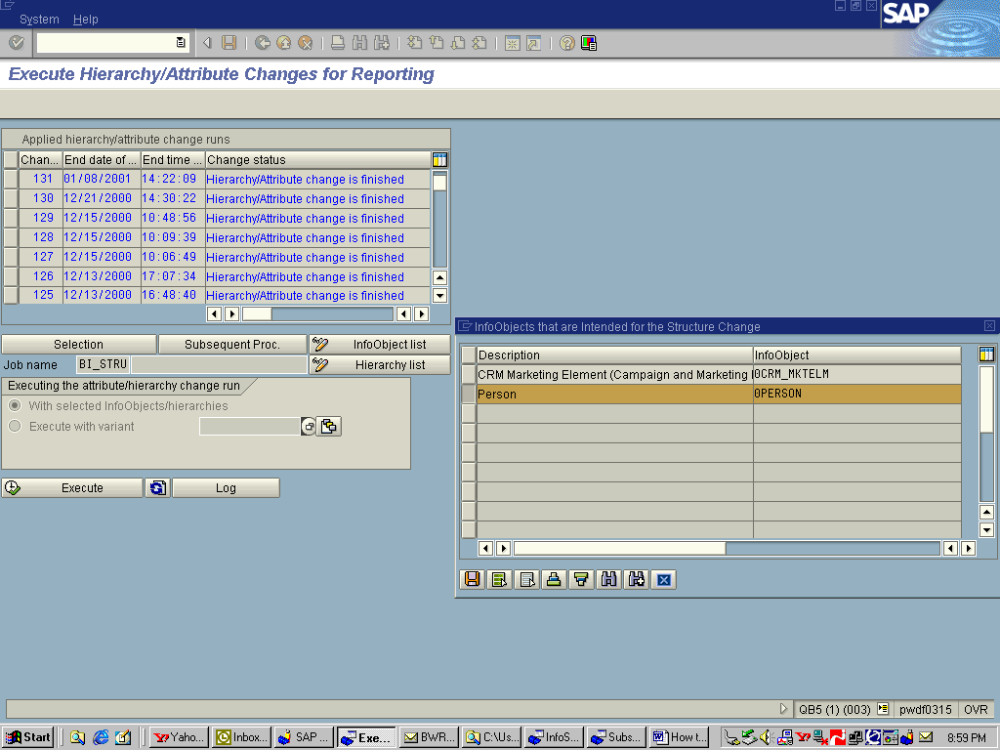 System Help
SAP
Execute Hierarchy/Attribute Changes for Reporting
Applied hierarchy/attribute change runs
Chan... End date of ... End time ... Change status
131 01/08/2001 14:22:09 Hierarchy/Attribute change is finished
130 12/21/2000 14:30:22 Hierarchy/Attribute change is finished
129 12/15/2000 10:48:56 Hierarchy/Attribute change is finished
128 12/15/2000 10:09:39 Hierarchy/Attribute change is finished
127 12/15/2000 10:06:49 Hierarchy/Attribute change is finished
126 12/13/2000 17:07:34 Hierarchy/Attribute change is finished
125 12/13/2000 16:48:40 Hierarchy/Attribute change is finished
Selection Subsequent Proc. InfoObject list
Job name BI_STRU Hierarchy list
Executing the attribute/hierarchy change run
With selected InfoObjects/hierarchies
Execute with variant
Execute Log
InfoObjects that are Intended for the Structure Change
Description InfoObject
CRM Marketing Element (Campaign and Marketing 0CRM_MKTELM
Person 0PERSON
QB5 (1) (003) pwdf0315 OVR
Start Yaho... Inbox... SAP ... Exe... BWR... C:\Us... InfoS... Subs... How t... 8:59 PM